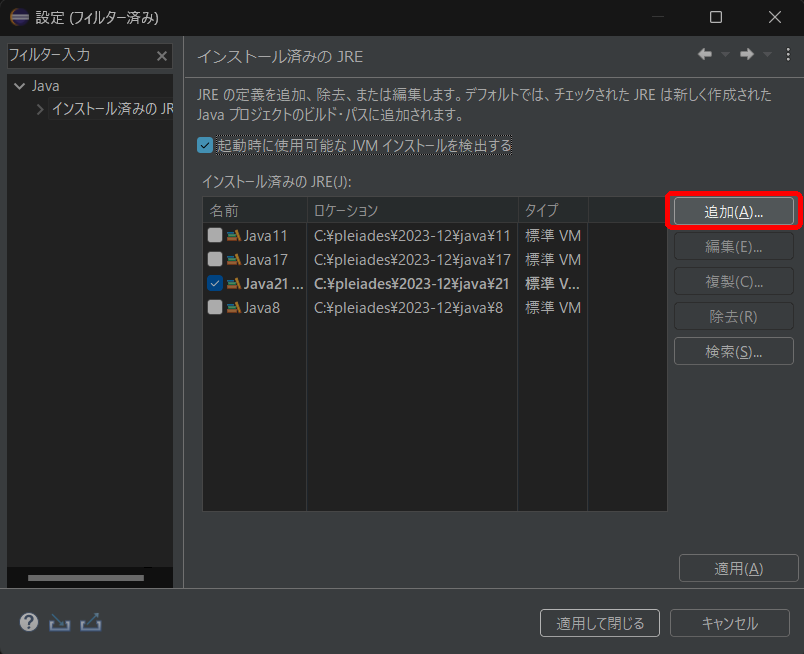 設定 (フィルター済み)
フィルター入力
Java
インストール済みの JR
インストール済みの JRE
JRE の定義を追加、除去、または編集します。デフォルトでは、チェックされた JRE は新しく作成された
Java プロジェクトのビルド・パスに追加されます。
起動時に使用可能な JVM インストールを検出する
インストール済みの JRE(J):
名前 ロケーション タイプ
Java11 C:¥pleiades¥2023-12¥java¥11 標準 VM
Java17 C:¥pleiades¥2023-12¥java¥17 標準 VM
Java21 ... C:¥pleiades¥2023-12¥java¥21 標準 V...
Java8 C:¥pleiades¥2023-12¥java¥8 標準 VM
追加(A)...
編集(E)...
複製(C)...
除去(R)
検索(S)...
適用(A)
適用して閉じる
キャンセル